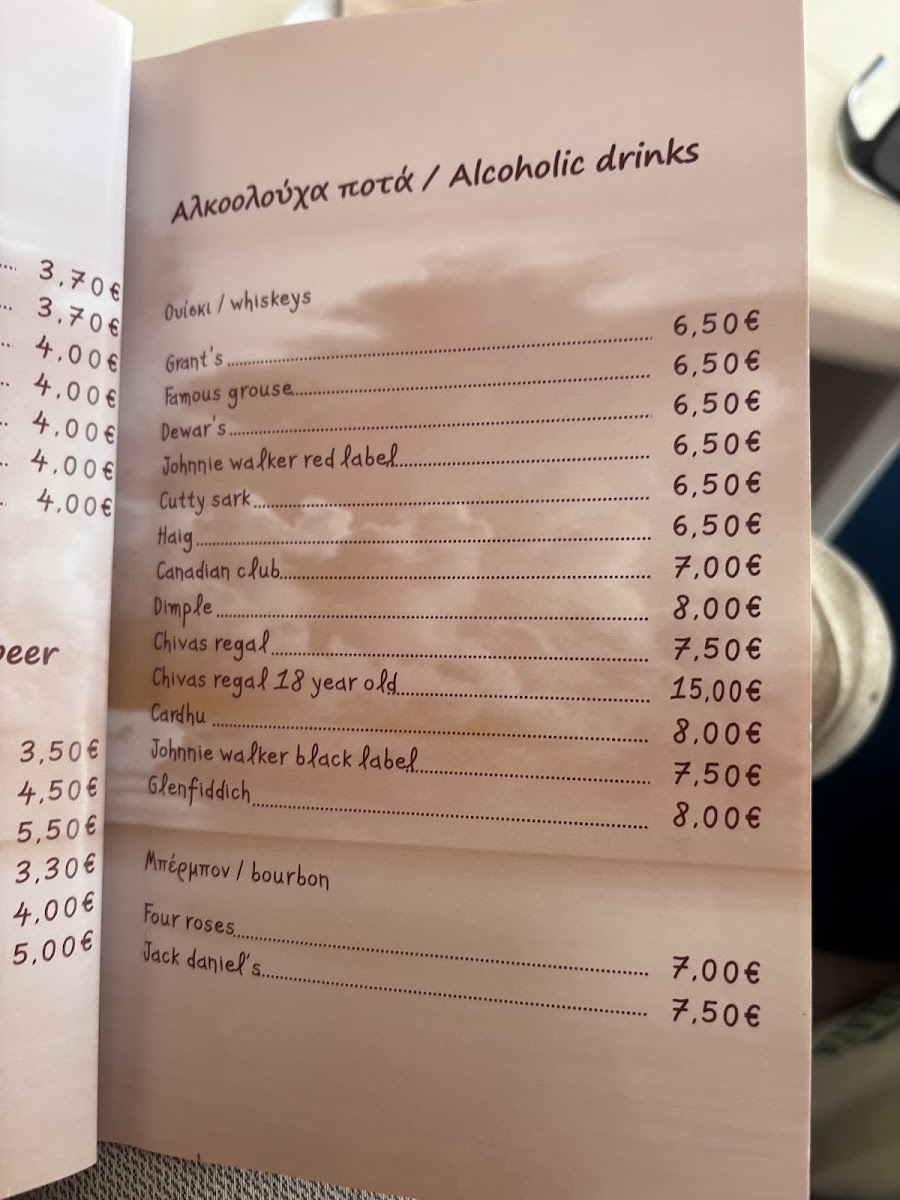 3,70€
3,70€
4,00€
4,00€
4,00€
4,00€
4,00€
beer
3,50€
4,50€
5,50€
3,30€
4,00€
5,00€
Αλκοολούχα ποτά / Alcoholic drinks
Ουίσκι / whiskeys
Grant's 6,50€
Famous grouse 6,50€
Dewar's 6,50€
Johnnie walker red label 6,50€
Cutty sark 6,50€
Haig 6,50€
Canadian club 7,00€
Dimple 8,00€
Chivas regal 7,50€
Chivas regal 18 year old 15,00€
Cardhu 8,00€
Johnnie walker black label 7,50€
Glenfiddich 8,00€
Μπέρμπον / bourbon
Four roses 7,00€
Jack daniel's 7,50€